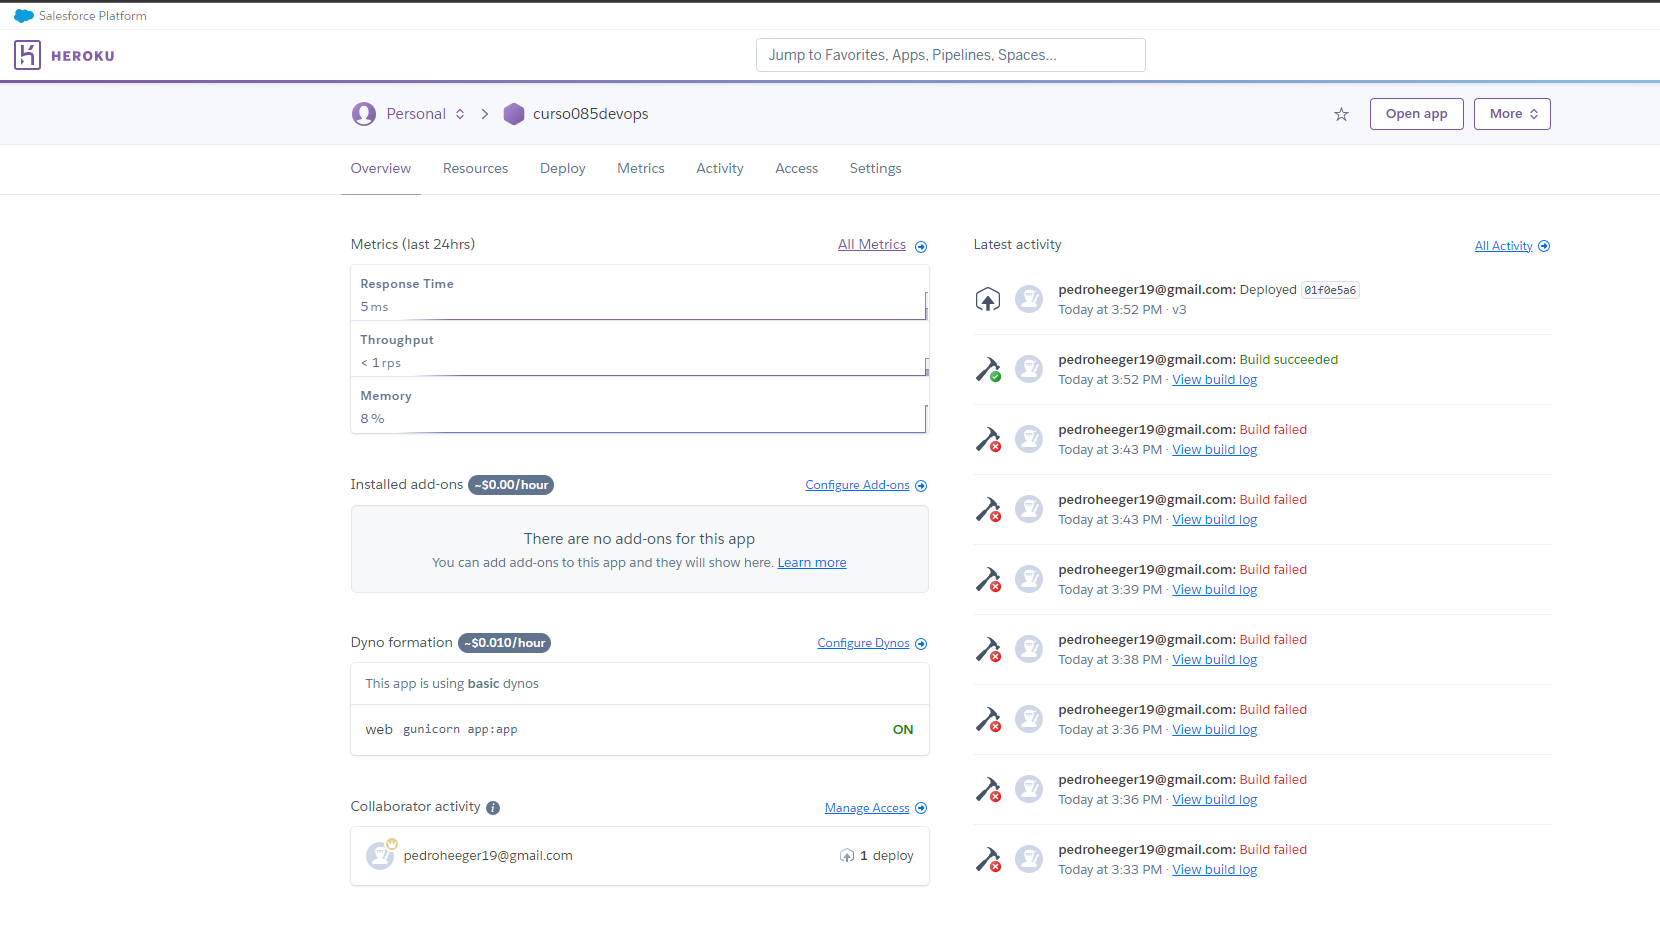 Salesforce Platform
HEROKU
Jump to Favorites, Apps, Pipelines, Spaces...
Personal
curso085devops
Open app
More
Overview
Resources
Deploy
Metrics
Activity
Access
Settings
Metrics (last 24hrs)
All Metrics
Response Time
5 ms
Throughput
< 1 rps
Memory
8 %
Installed add-ons ~$0.00/hour
Configure Add-ons
There are no add-ons for this app
You can add add-ons to this app and they will show here. Learn more
Dyno formation ~$0.010/hour
Configure Dynos
This app is using basic dynos
web gunicorn app:app
ON
Collaborator activity i
Manage Access
pedroheeger19@gmail.com
1 deploy
Latest activity
All Activity
pedroheeger19@gmail.com: Deployed 01f0e5a6
Today at 3:52 PM · v3
pedroheeger19@gmail.com: Build succeeded
Today at 3:52 PM · View build log
pedroheeger19@gmail.com: Build failed
Today at 3:43 PM · View build log
pedroheeger19@gmail.com: Build failed
Today at 3:43 PM · View build log
pedroheeger19@gmail.com: Build failed
Today at 3:39 PM · View build log
pedroheeger19@gmail.com: Build failed
Today at 3:38 PM · View build log
pedroheeger19@gmail.com: Build failed
Today at 3:36 PM · View build log
pedroheeger19@gmail.com: Build failed
Today at 3:36 PM · View build log
pedroheeger19@gmail.com: Build failed
Today at 3:33 PM · View build log